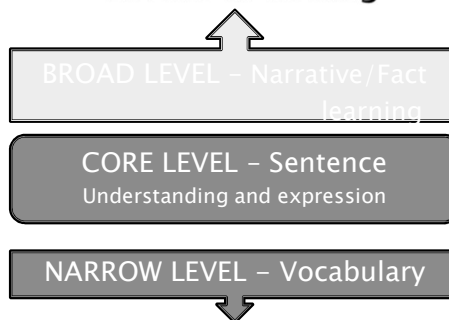 BROAD LEVEL – Narrative/Fact
learning
CORE LEVEL – Sentence
Understanding and expression
NARROW LEVEL – Vocabulary